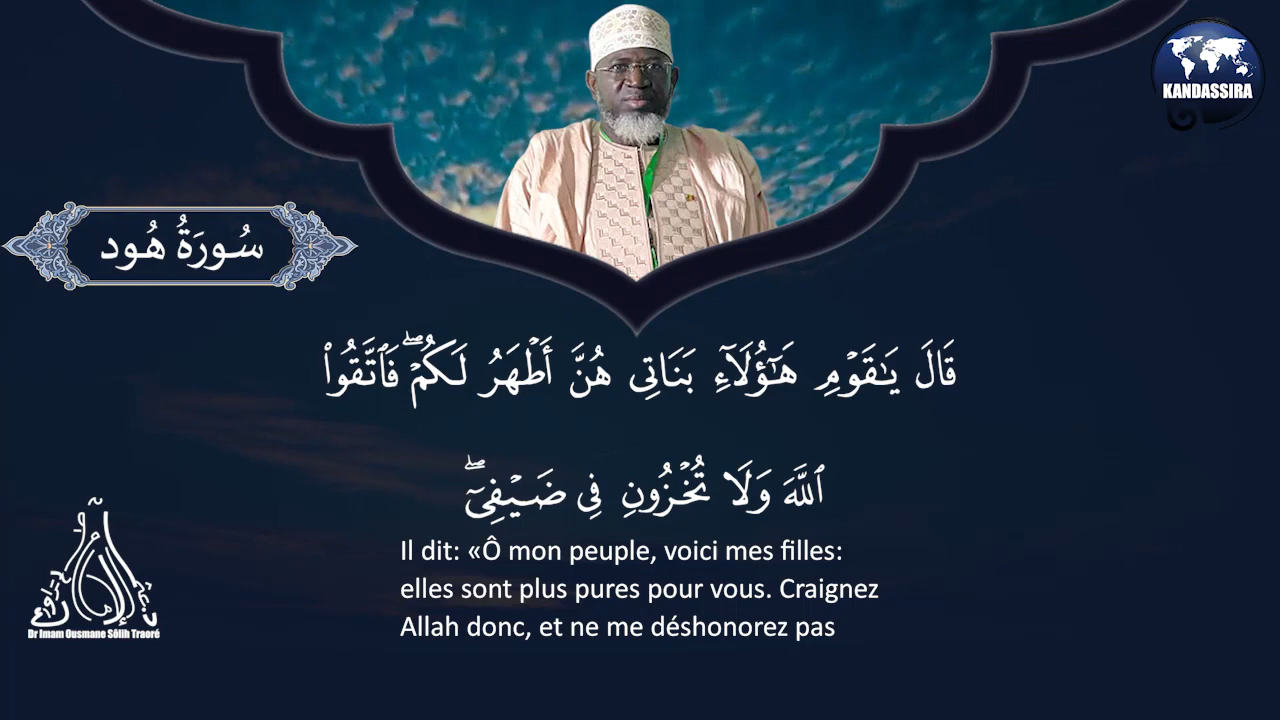 KANDASSIRA
سُورَةُ هُود
قَالَ يَٰقَوۡمِ هَٰٓؤُلَآءِ بَنَاتِي هُنَّ أَطۡهَرُ لَكُمۡۖ فَٱتَّقُواْ
ٱللَّهَ وَلَا تُخۡزُونِ فِي ضَيۡفِيٓۖ
Il dit: «Ô mon peuple, voici mes filles:
elles sont plus pures pour vous. Craignez
Allah donc, et ne me déshonorez pas
Dr Imam Ousmane Sölih Traoré